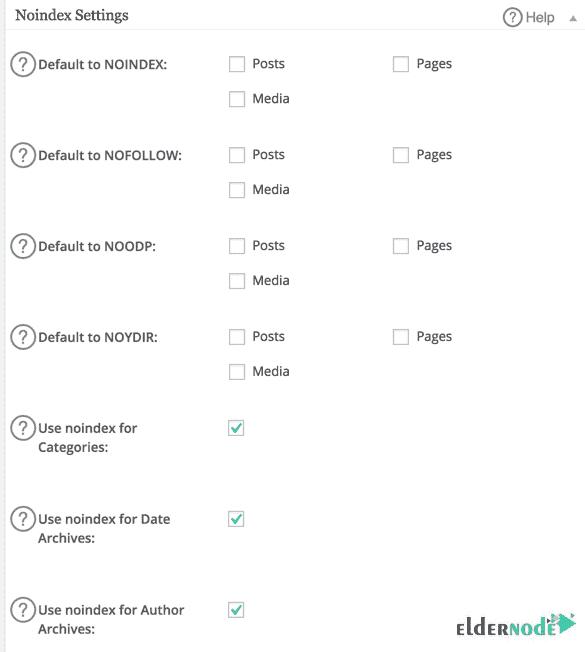 Noindex Settings
Help
Default to NOINDEX:
Posts
Pages
Media
Default to NOFOLLOW:
Posts
Pages
Media
Default to NOODP:
Posts
Pages
Media
Default to NOYDIR:
Posts
Pages
Media
Use noindex for
Categories:
Use noindex for Date
Archives:
Use noindex for Author
Archives:
ELDERNODE